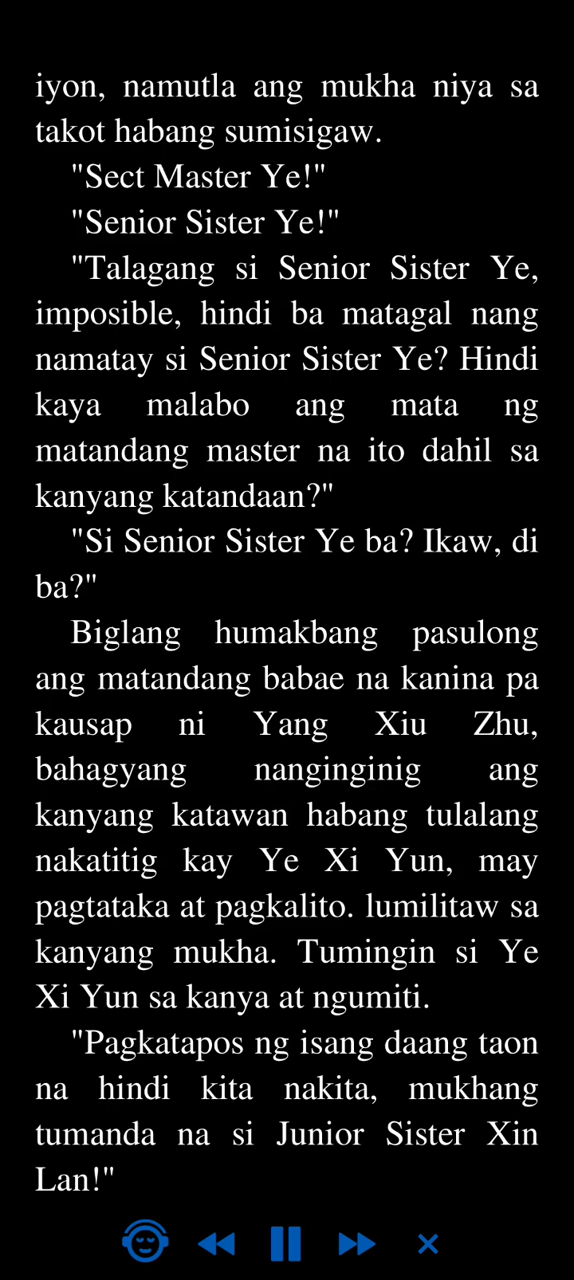 iyon, namutla ang mukha niya sa
takot habang sumisigaw.
"Sect Master Ye!"
"Senior Sister Ye!"
"Talagang si Senior Sister Ye,
imposible, hindi ba matagal nang
namatay si Senior Sister Ye? Hindi
kaya malabo ang mata ng
matandang master na ito dahil sa
kanyang katandaan?"
"Si Senior Sister Ye ba? Ikaw, di
ba?"
Biglang humakbang pasulong
ang matandang babae na kanina pa
kausap ni Yang Xiu Zhu,
bahagyang nanginginig ang
kanyang katawan habang tulalang
nakatitig kay Ye Xi Yun, may
pagtataka at pagkalito. lumilitaw sa
kanyang mukha. Tumingin si Ye
Xi Yun sa kanya at ngumiti.
"Pagkatapos ng isang daang taon
na hindi kita nakita, mukhang
tumanda na si Junior Sister Xin
Lan!"